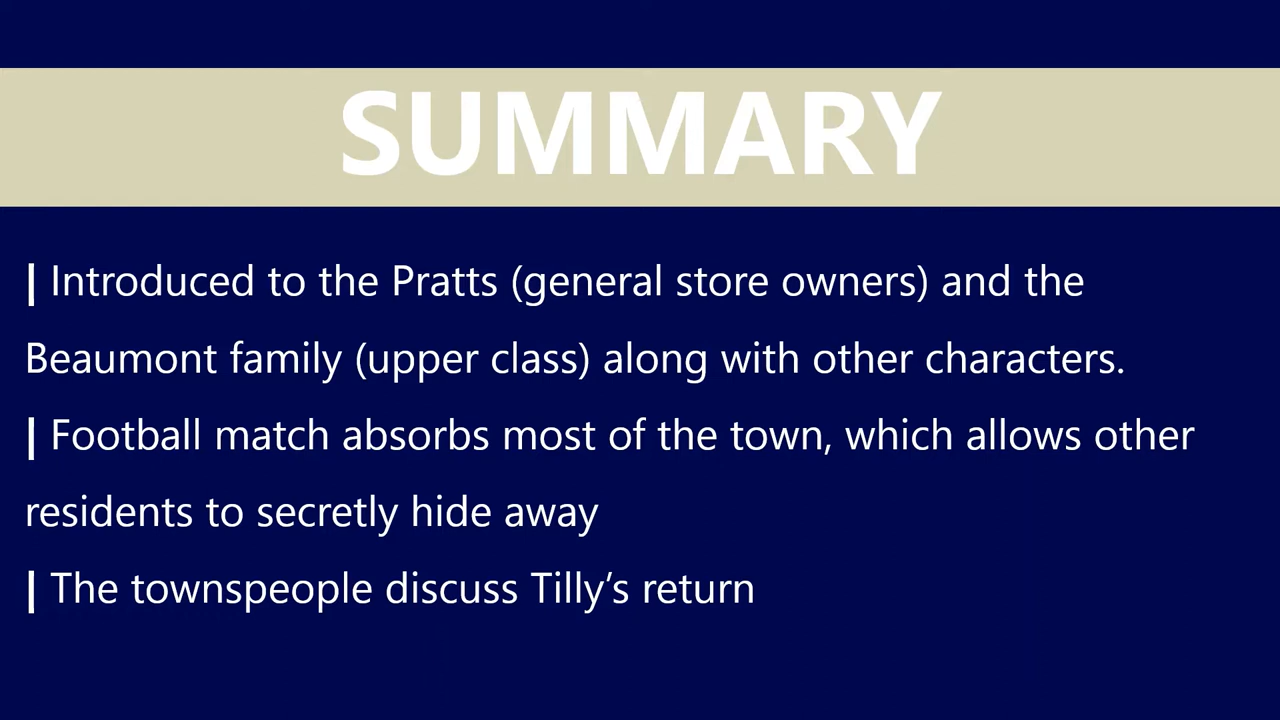 SUMMARY
| Introduced to the Pratts (general store owners) and the
Beaumont family (upper class) along with other characters.
| Football match absorbs most of the town, which allows other
residents to secretly hide away
| The townspeople discuss Tilly’s return